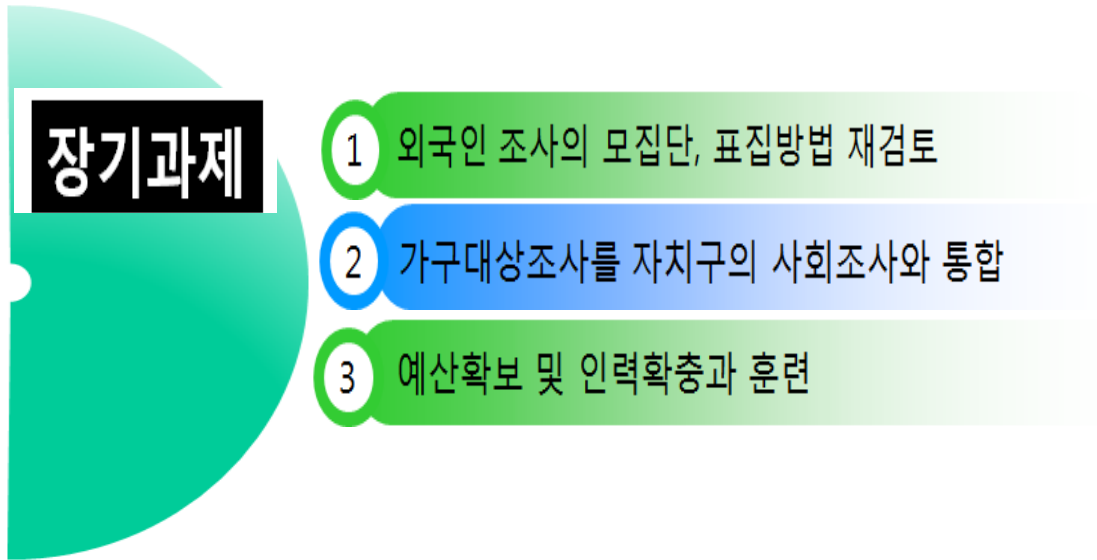 장기과제
1 외국인 조사의 모집단, 표집방법 재검토
2 가구대상조사를 자치구의 사회조사와 통합
3 예산확보 및 인력확충과 훈련